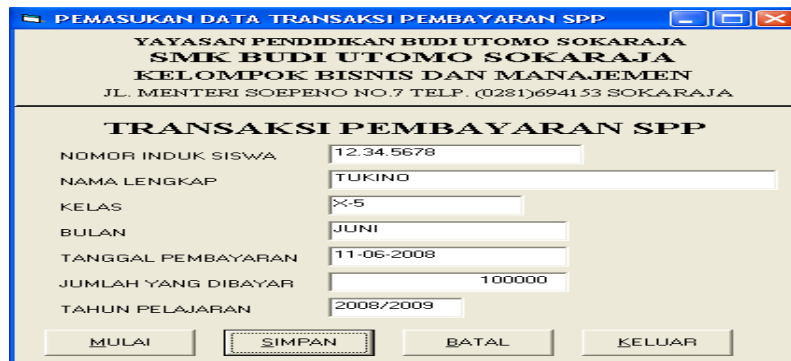 PEMASUKAN DATA TRANSAKSI PEMBAYARAN SPP
YAYASAN PENDIDIKAN BUDI UTOMO SOKARAJA
SMK BUDI UTOMO SOKARAJA
KELOMPOK BISNIS DAN MANAJEMEN
JL. MENTERI SOEPENO NO.7 TELP. (0281)694153 SOKARAJA
TRANSAKSI PEMBAYARAN SPP
NOMOR INDUK SISWA 12.34.5678
NAMA LENGKAP TUKINO
KELAS X-5
BULAN JUNI
TANGGAL PEMBAYARAN 11-06-2008
JUMLAH YANG DIBAYAR 100000
TAHUN PELAJARAN 2008/2009
MULAI SIMPAN BATAL KELUAR